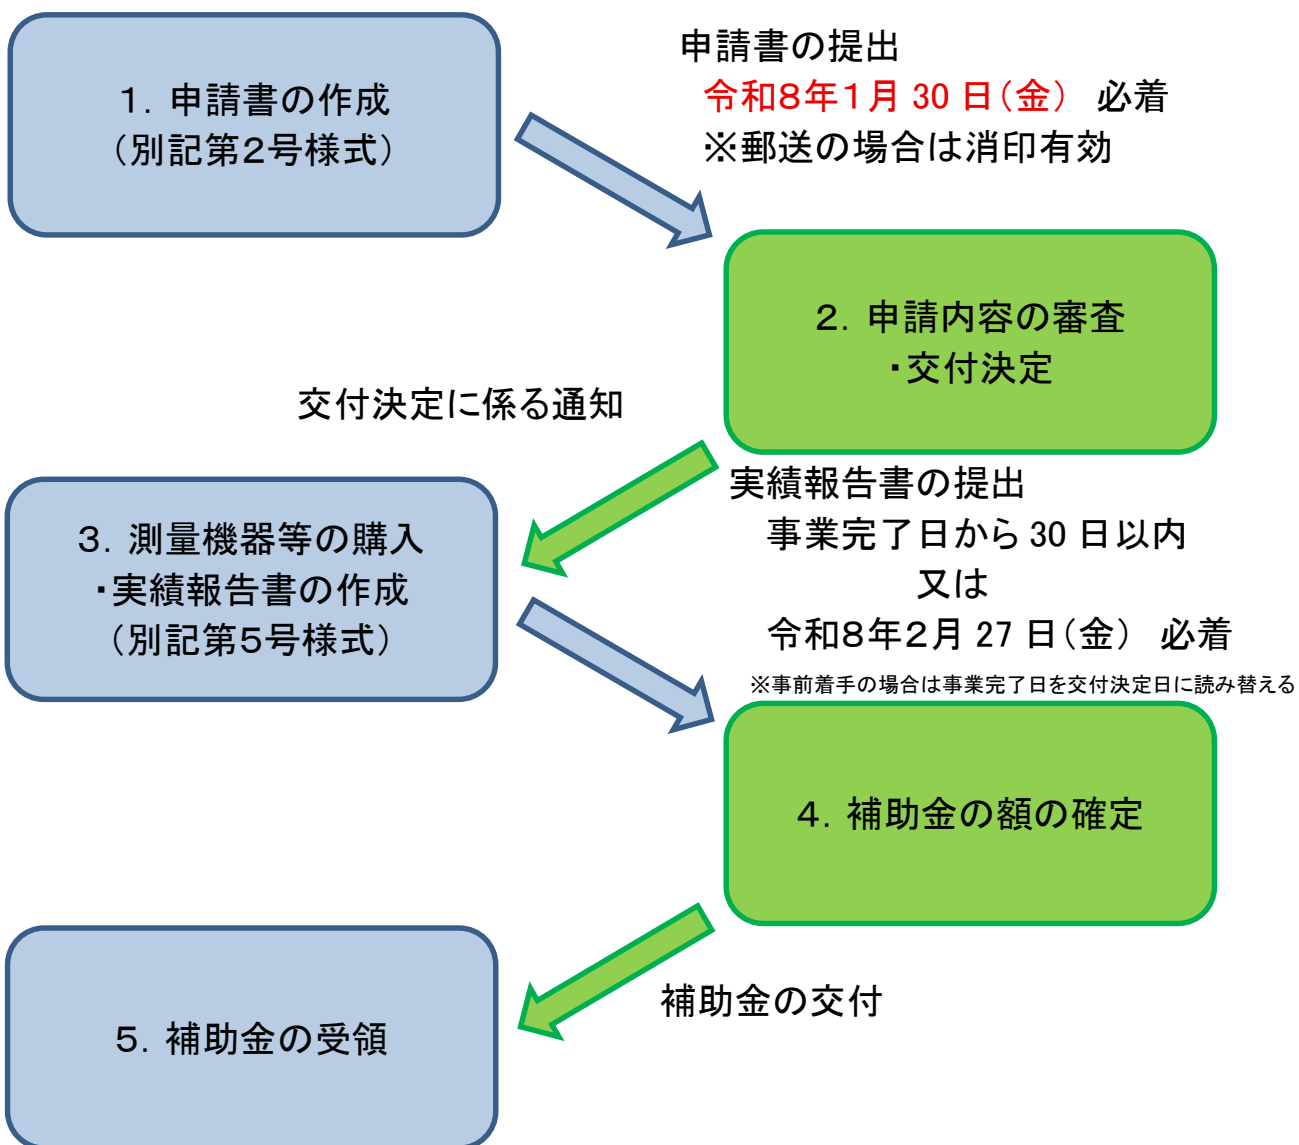 1．申請書の作成
（別記第2号様式）
申請書の提出
令和8年1月 30 日（金） 必着
※郵送の場合は消印有効
2．申請内容の審査
・交付決定
交付決定に係る通知
3．測量機器等の購入
・実績報告書の作成
（別記第5号様式）
実績報告書の提出
事業完了日から 30 日以内
又は
令和8年2月 27 日（金） 必着
※事前着手の場合は事業完了日を交付決定日に読み替える
4．補助金の額の確定
補助金の交付
5．補助金の受領